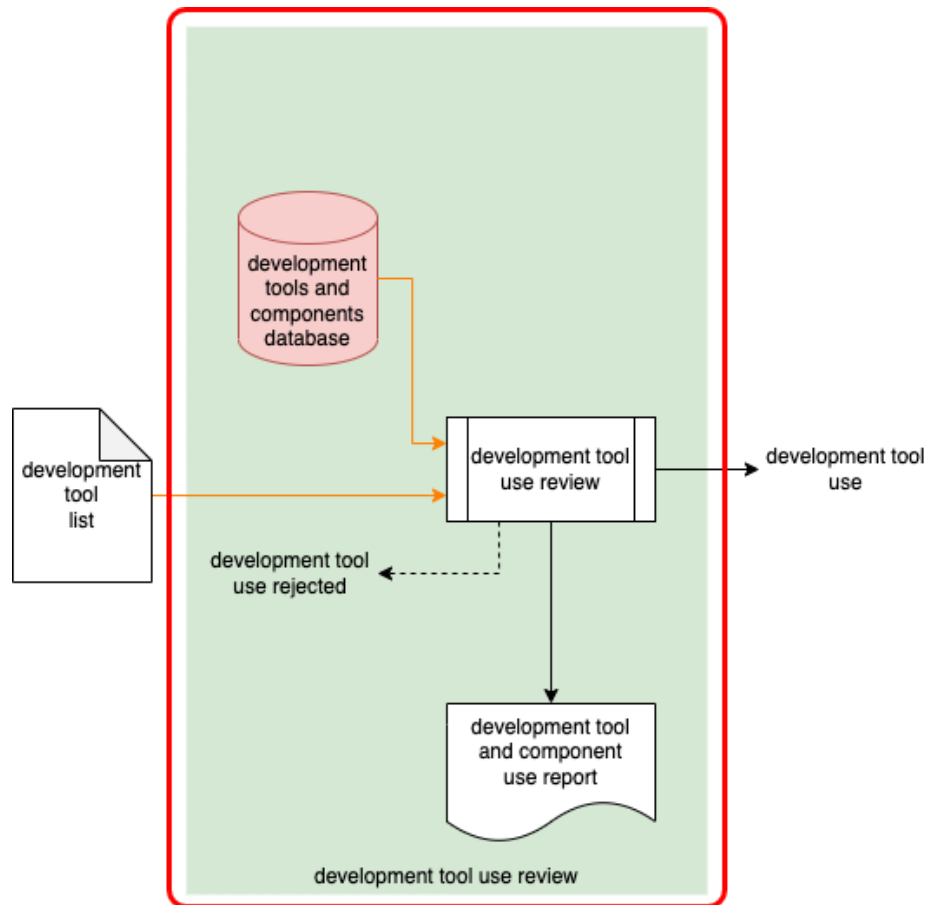 development
tools and
components
database
development
tool
list
development tool
use review
development tool
use
development tool
use rejected
development tool
and component
use report
development tool use review